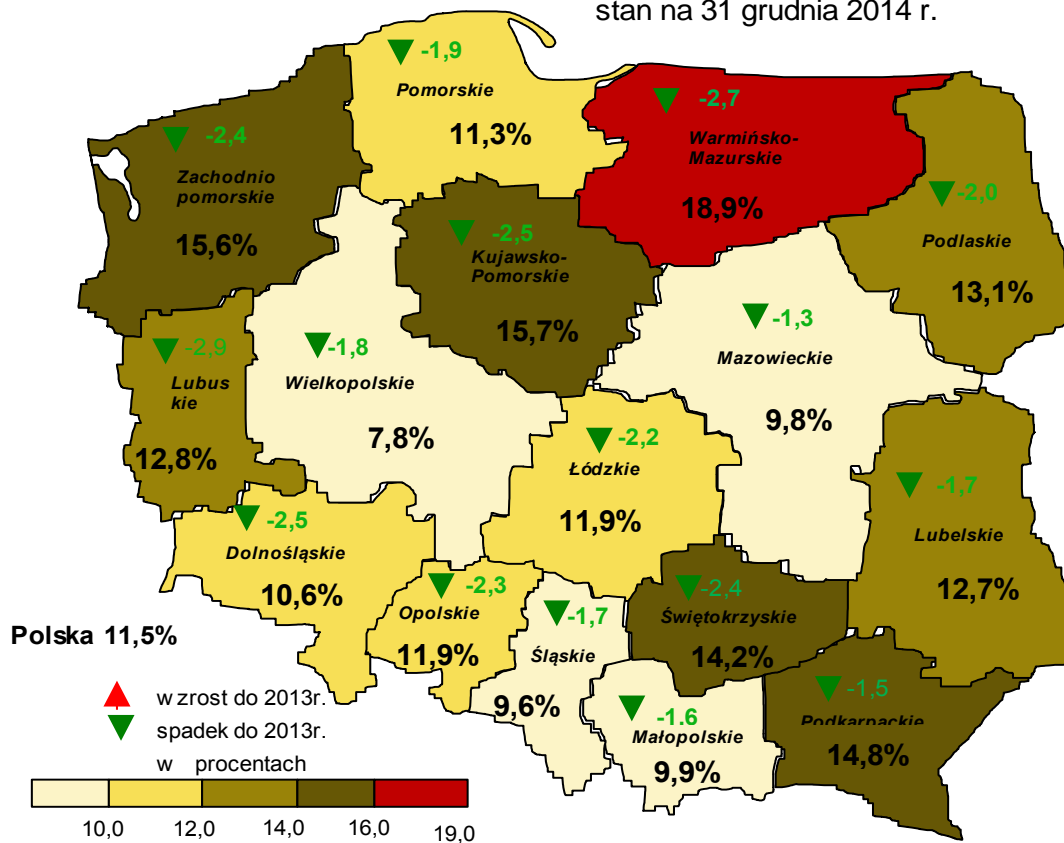 stan na 31 grudnia 2014 r.
-1,9
Pomorskie
11,3%
-2,7
Warmińsko-
Mazurskie
18,9%
-2,4
Zachodnio
pomorskie
15,6%
-2,0
Podlaskie
13,1%
-2,5
Kujawsko-
Pomorskie
15,7%
-1,3
Mazowieckie
9,8%
-2,9
Lubus
kie
12,8%
-1,8
Wielkopolskie
7,8%
-2,2
Łódzkie
11,9%
-1,7
Lubelskie
12,7%
-2,5
Dolnośląskie
10,6%
-2,3
Opolskie
11,9%
-1,7
Śląskie
9,6%
-2,4
Świętokrzyskie
14,2%
-1,5
Podkarpackie
14,8%
-1.6
Małopolskie
9,9%
Polska 11,5%
w zrost do 2013r.
spadek do 2013r.
w procentach
10,0 12,0 14,0 16,0 19,0